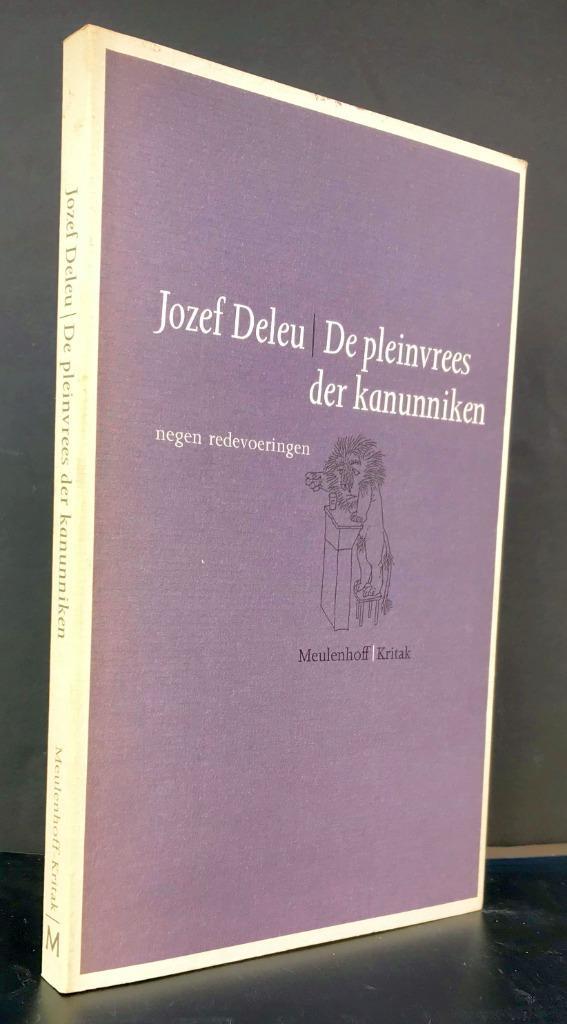 Jozef Deleu | De pleinvrees
der kanunniken
negen redevoeringen
Meulenhoff | Kritak
Jozef Deleu | De pleinvrees der kanunniken
Meulenhoff Kritak / M